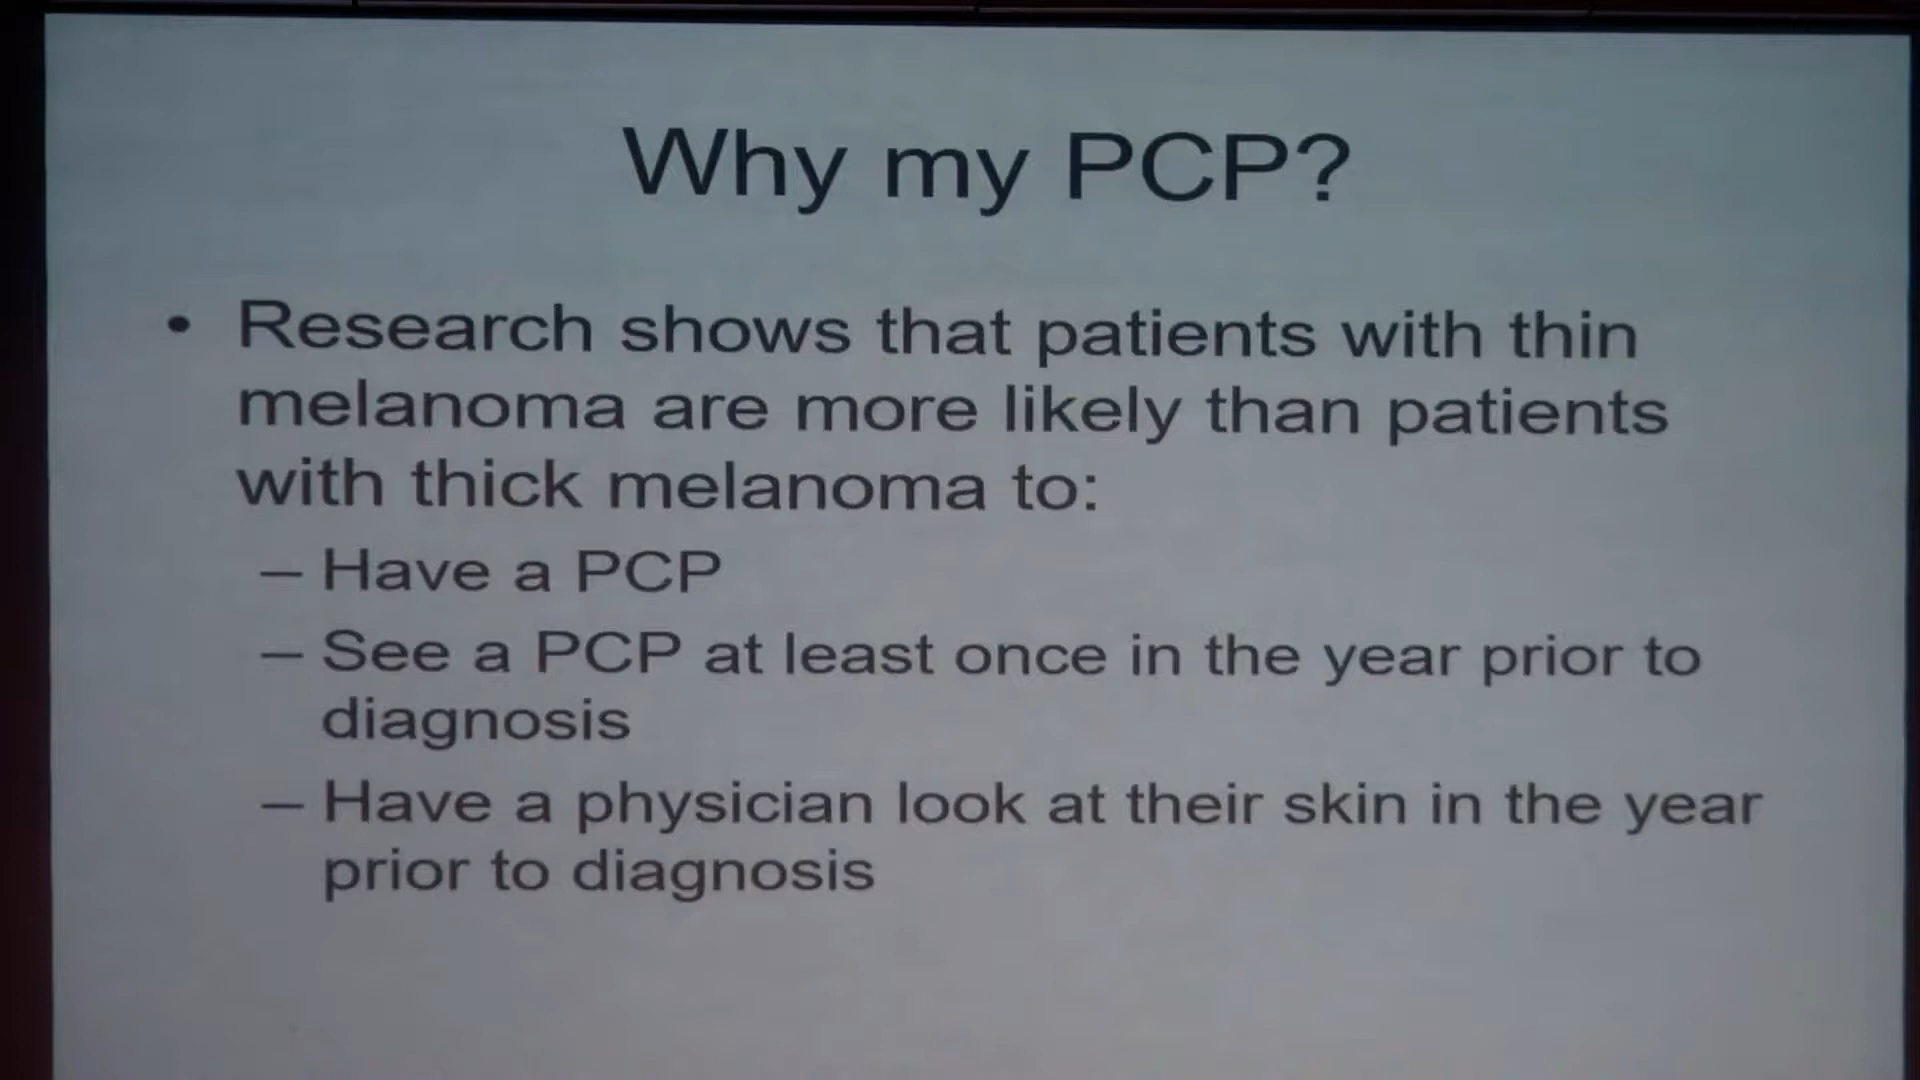 Why my PCP?
• Research shows that patients with thin
melanoma are more likely than patients
with thick melanoma to:
– Have a PCP
– See a PCP at least once in the year prior to
diagnosis
– Have a physician look at their skin in the year
prior to diagnosis